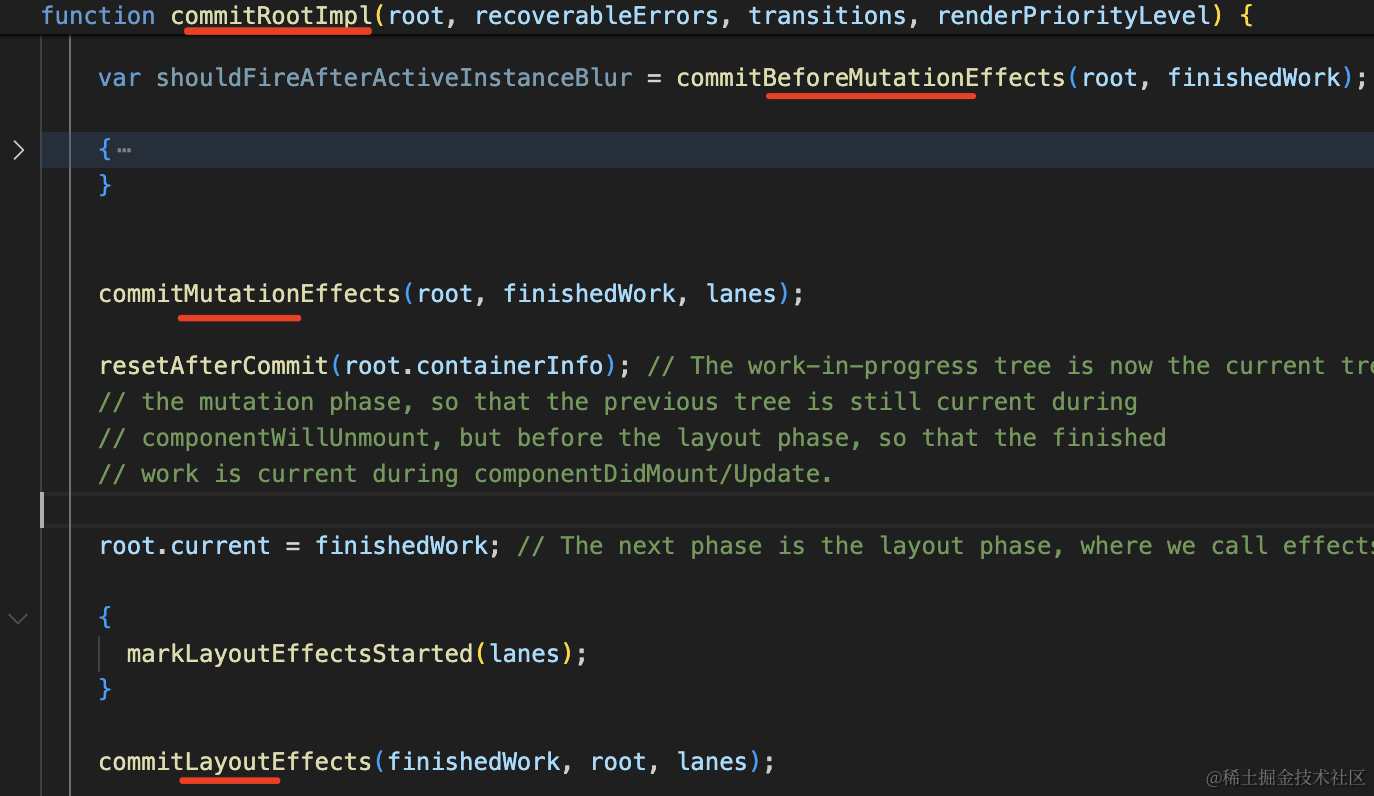 function commitRootImpl(root, recoverableErrors, transitions, renderPriorityLevel) {
var shouldFireAfterActiveInstanceBlur = commitBeforeMutationEffects(root, finishedWork);
{ …
}
commitMutationEffects(root, finishedWork, lanes);
resetAfterCommit(root.containerInfo); // The work-in-progress tree is now the current tre
// the mutation phase, so that the previous tree is still current during
// componentWillUnmount, but before the layout phase, so that the finished
// work is current during componentDidMount/Update.
root.current = finishedWork; // The next phase is the layout phase, where we call effects
{
markLayoutEffectsStarted(lanes);
}
commitLayoutEffects(finishedWork, root, lanes);
@稀土掘金技术社区